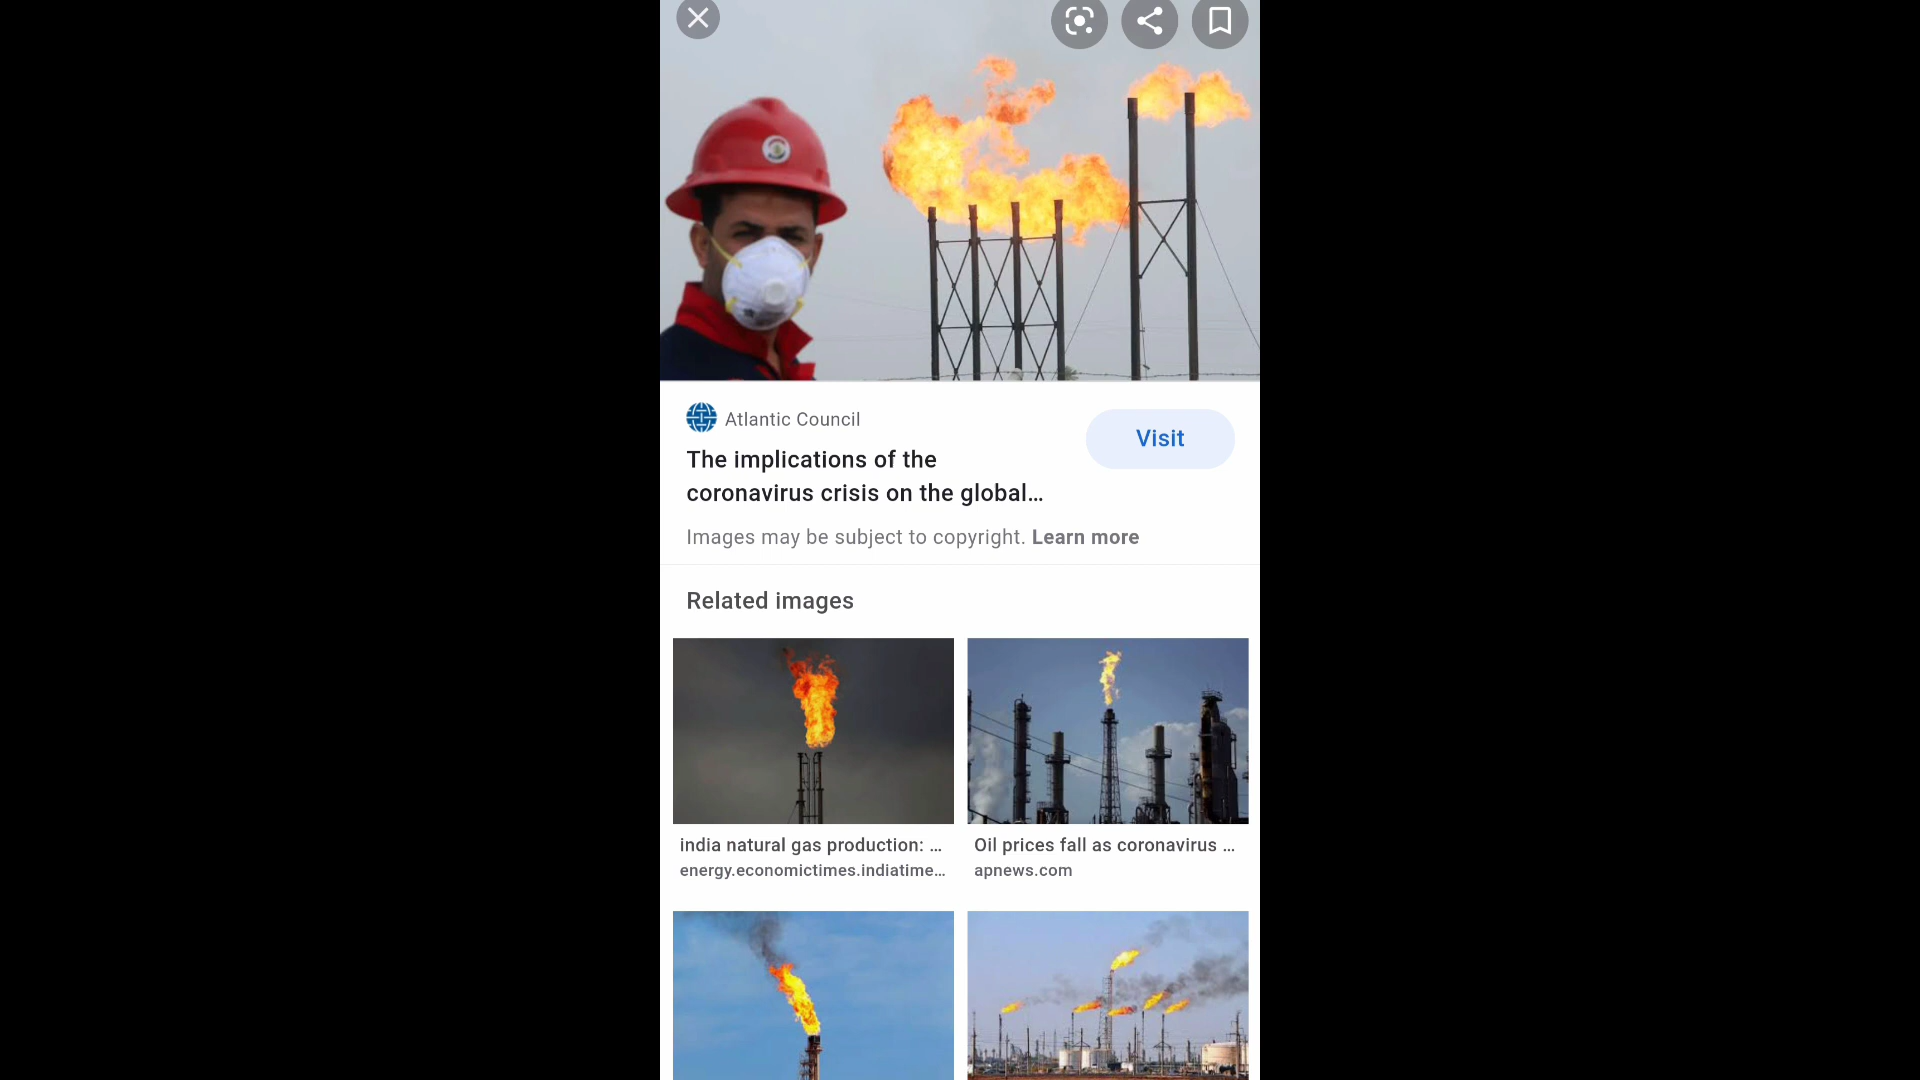 Atlantic Council
Visit
The implications of the
coronavirus crisis on the global...
Images may be subject to copyright. Learn more
Related images
india natural gas production: ...
energy.economictimes.indiatime...
Oil prices fall as coronavirus ...
apnews.com